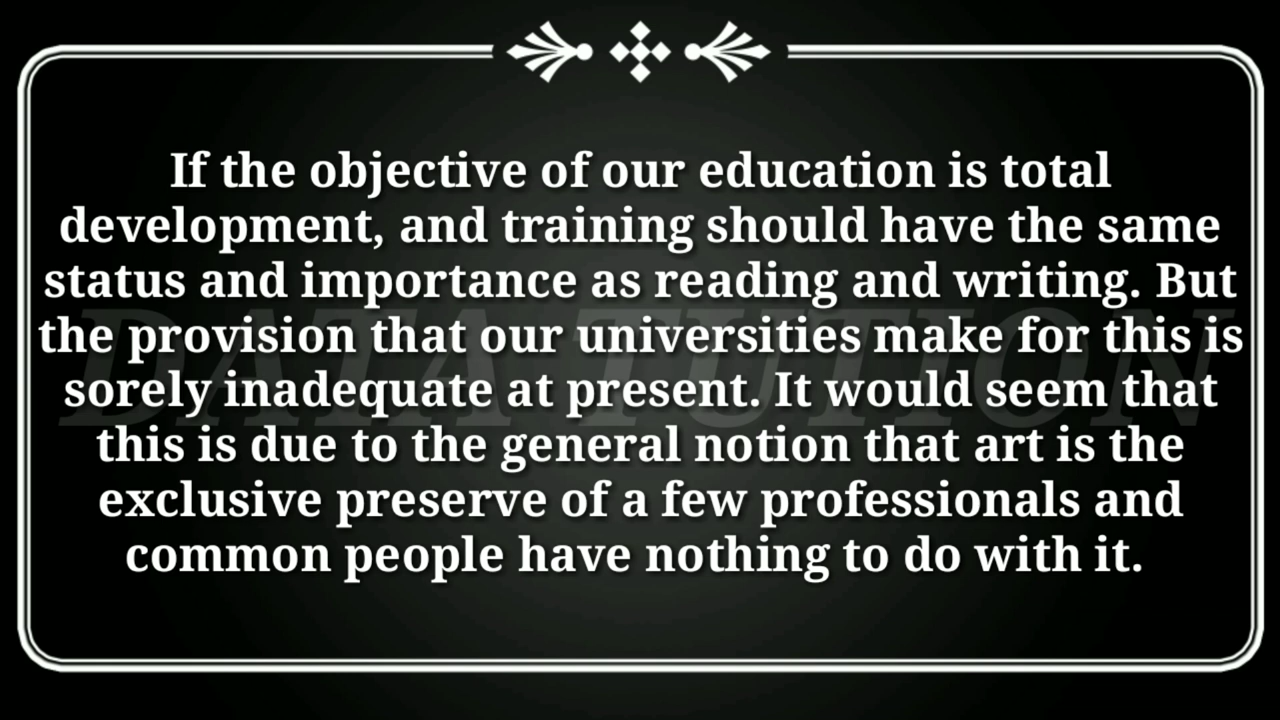 If the objective of our education is total
development, and training should have the same
status and importance as reading and writing. But
the provision that our universities make for this is
sorely inadequate at present. It would seem that
this is due to the general notion that art is the
exclusive preserve of a few professionals and
common people have nothing to do with it.
DATA TUTION